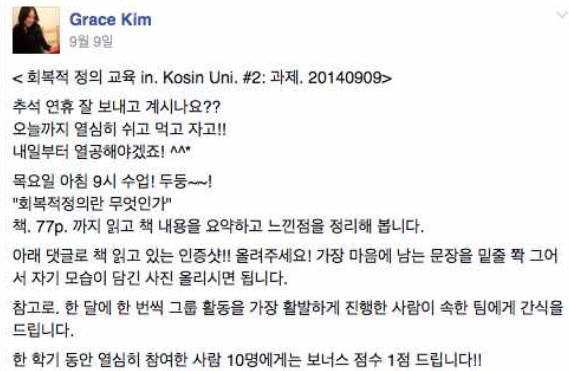 Grace Kim
9월 9일
< 회복적 정의 교육 in. Kosin Uni. #2: 과제. 20140909>
추석 연휴 잘 보내고 계시나요??
오늘까지 열심히 쉬고 먹고 자고!!
내일부터 열공해야겠죠! ^^*
목요일 아침 9시 수업! 두둥~~!
"회복적정의란 무엇인가"
책. 77p. 까지 읽고 책 내용을 요약하고 느낀점을 정리해 봅니다.
아래 댓글로 책 읽고 있는 인증샷!! 올려주세요! 가장 마음에 남는 문장을 밑줄 쫙 그어
서 자기 모습이 담긴 사진 올리시면 됩니다.
참고로. 한 달에 한 번씩 그룹 활동을 가장 활발하게 진행한 사람이 속한 팀에게 간식을
드립니다.
한 학기 동안 열심히 참여한 사람 10명에게는 보너스 점수 1점 드립니다!!